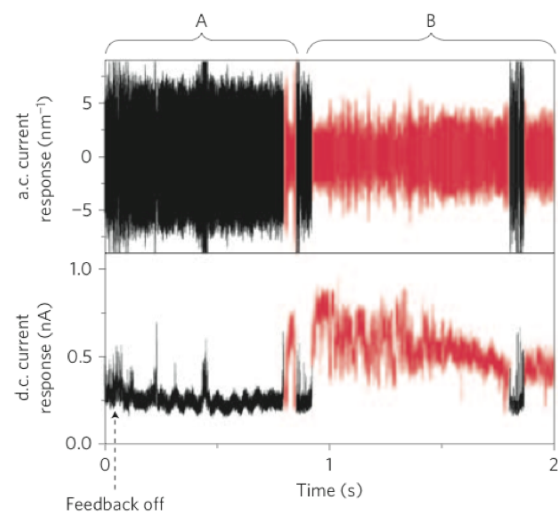 A
B
a.c. current
response (nm⁻¹)
5
0
−5
d.c. current
response (nA)
1.0
0.5
0.0
0
1
2
Time (s)
Feedback off